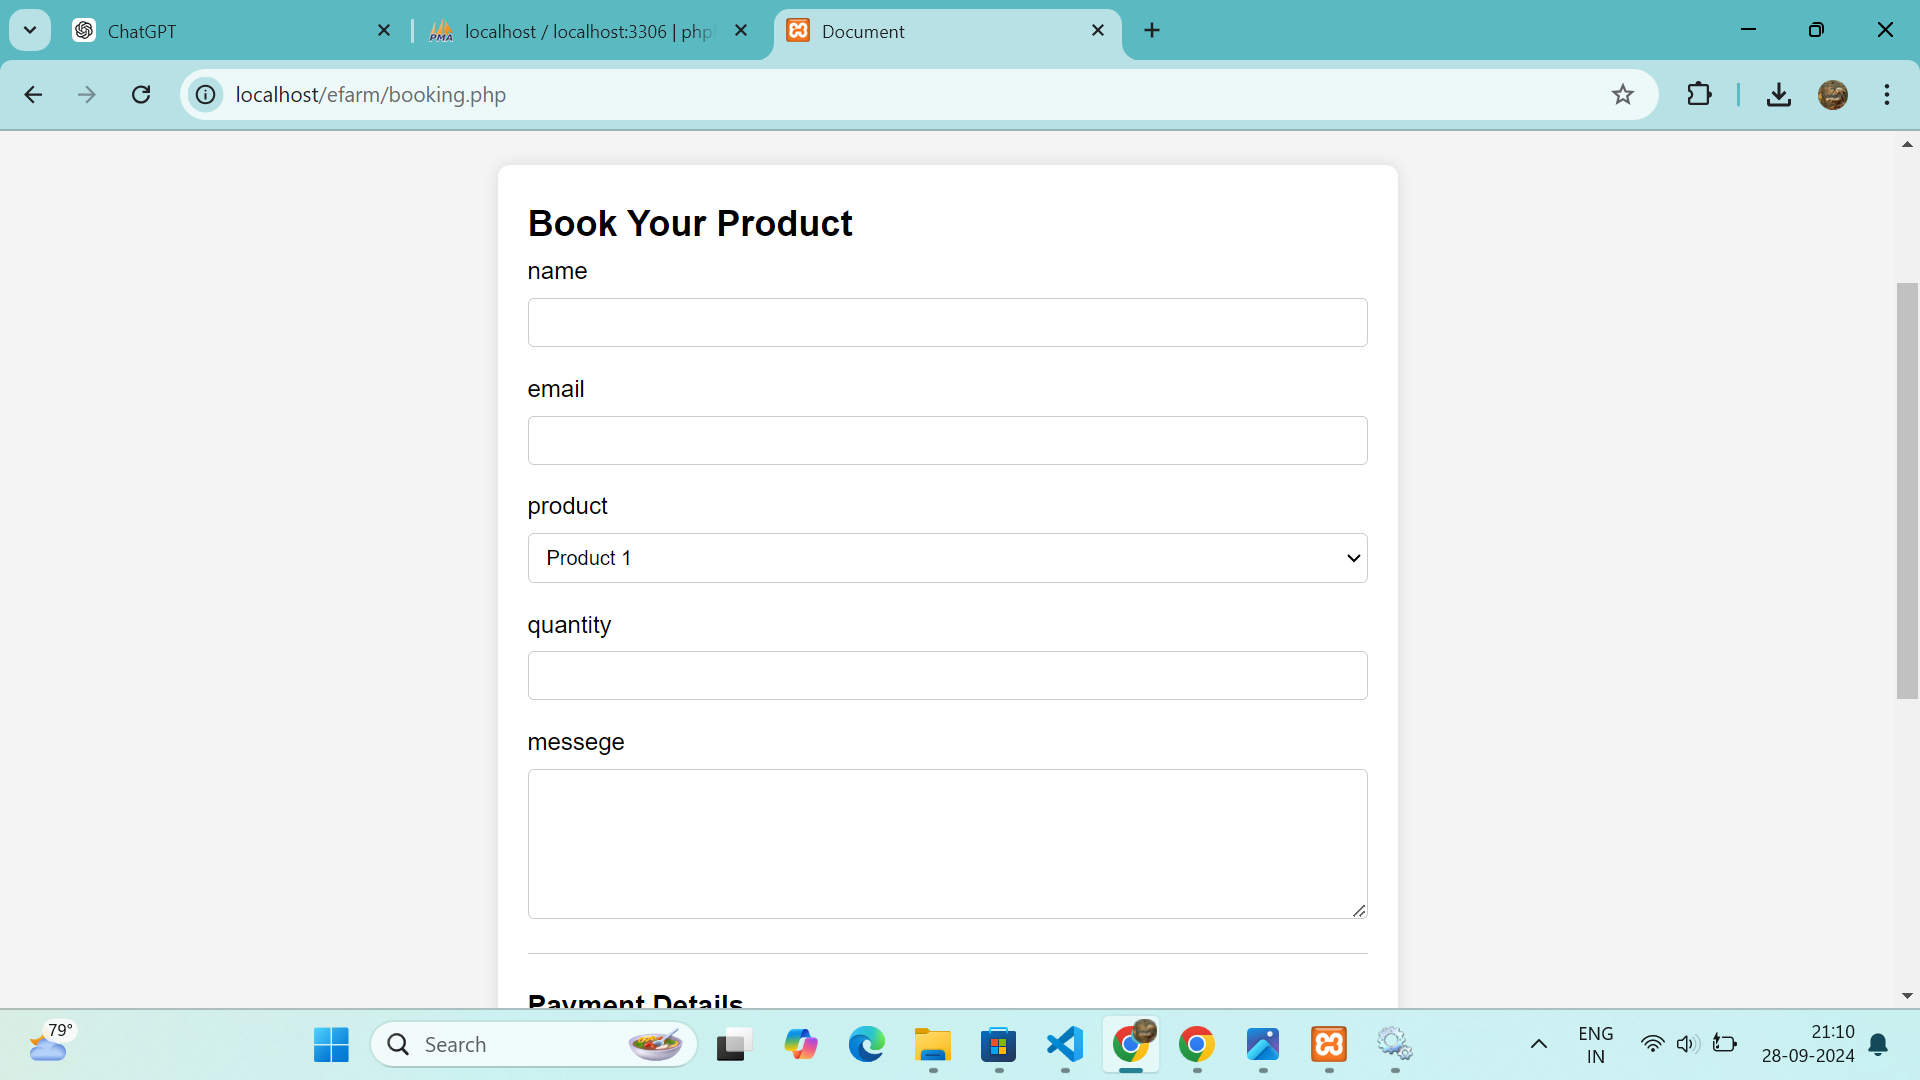 ChatGPT
localhost / localhost:3306 | php
Document
localhost/efarm/booking.php
Book Your Product
name
email
product
Product 1
quantity
messege
Payment Details
79°
Search
ENG
IN
21:10
28-09-2024
PMA